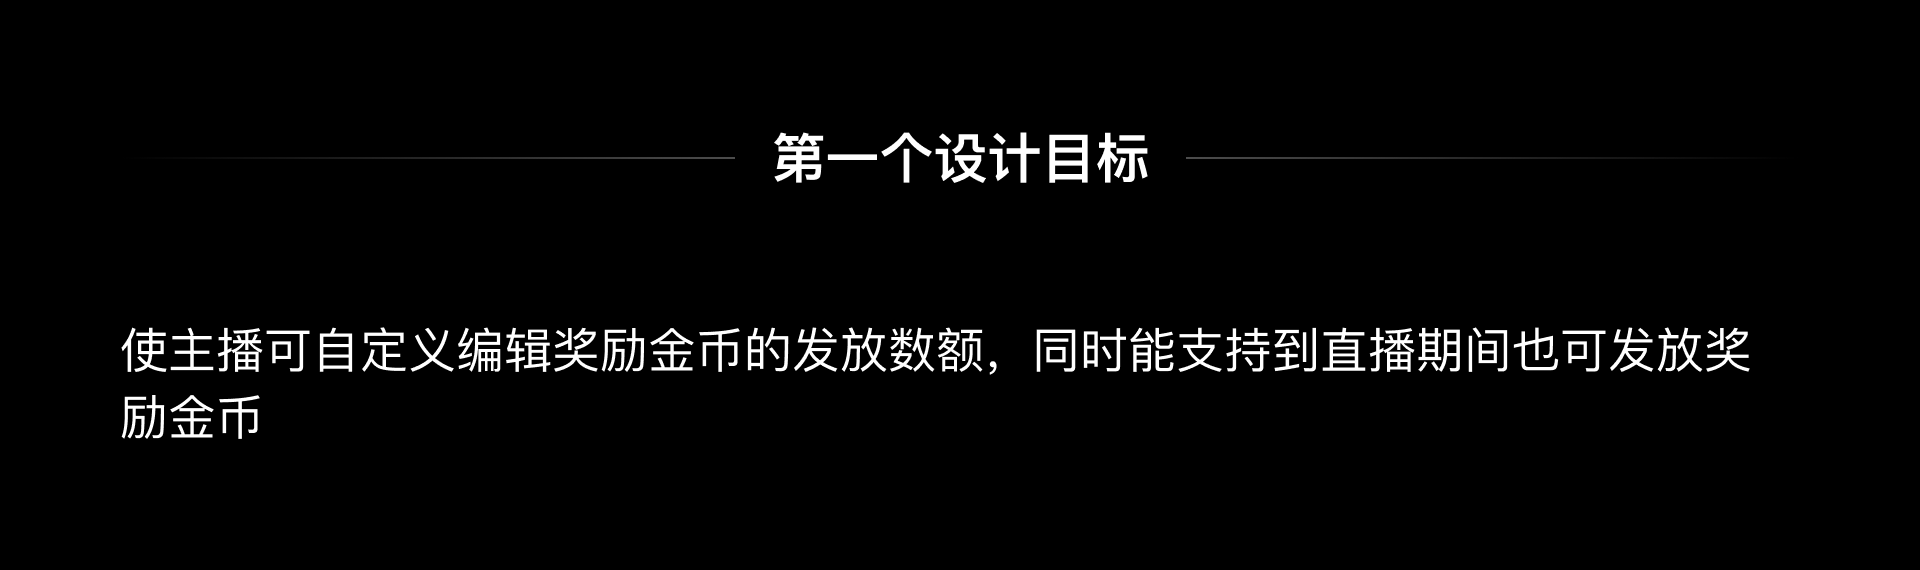 第一个设计目标
使主播可自定义编辑奖励金币的发放数额，同时能支持到直播期间也可发放奖
励金币